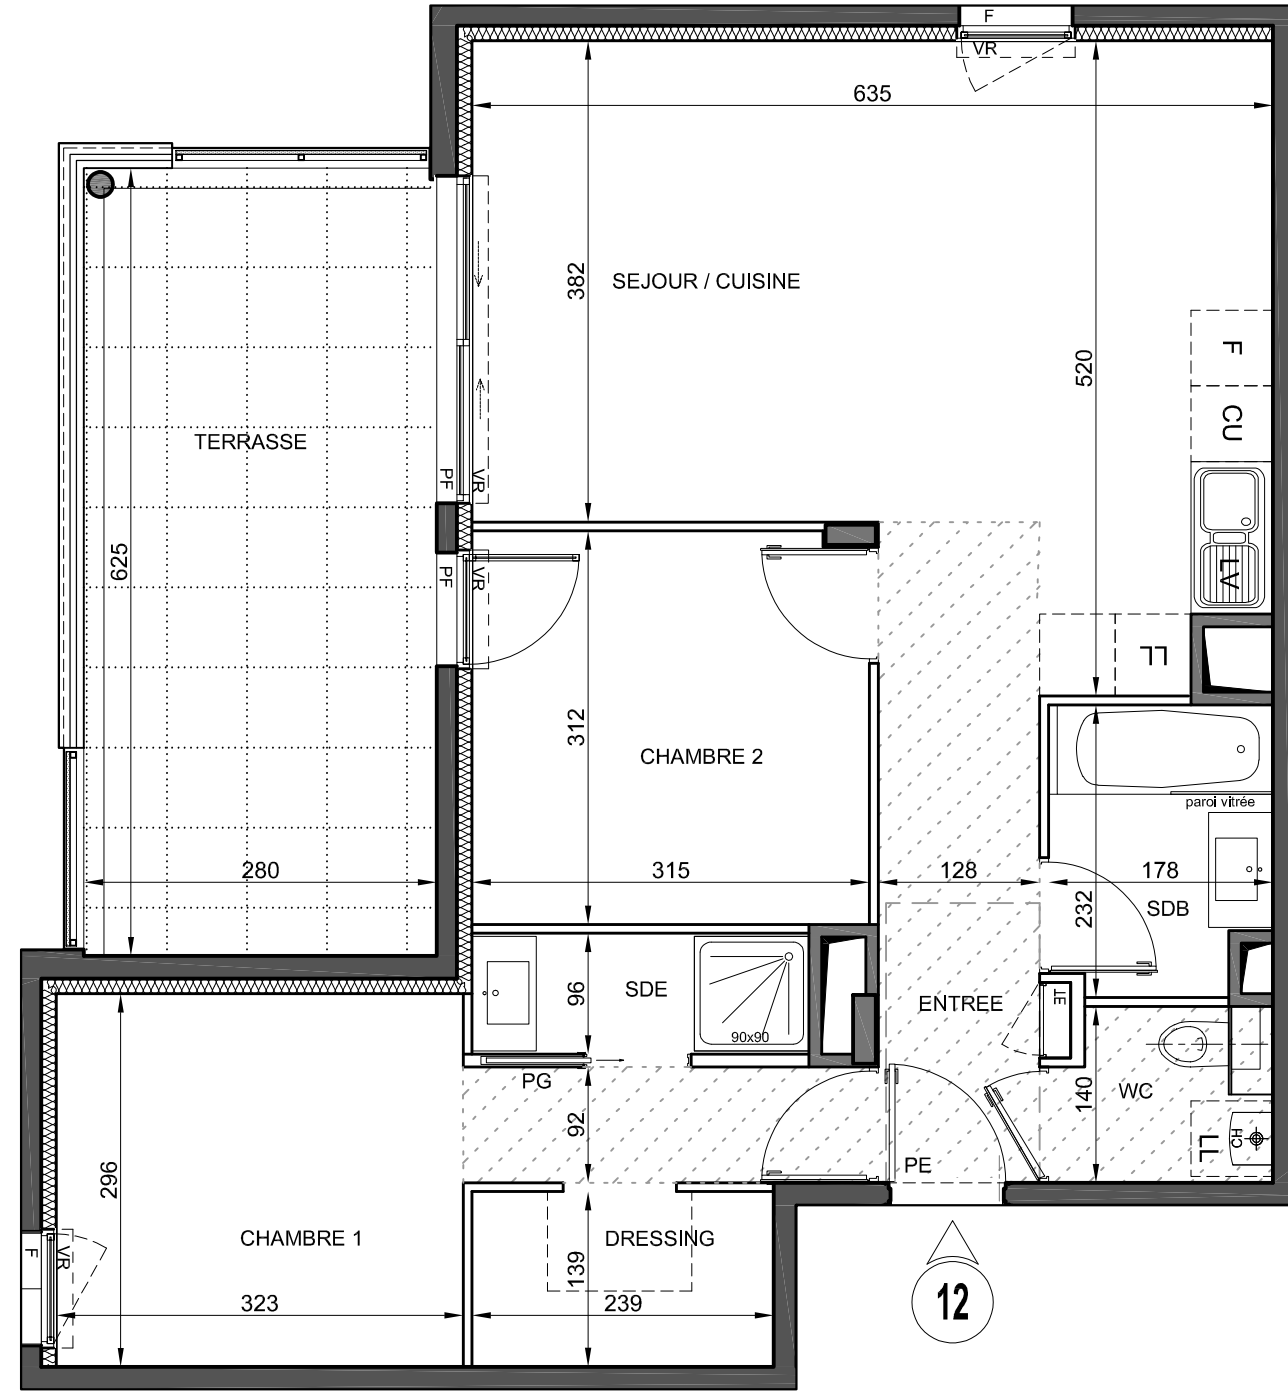 F
VR
635
382
SEJOUR / CUISINE
520
F
CU
TERRASSE
PF
VR
625
LV
PF
VR
LL
312
CHAMBRE 2
paroi vitrée
280
315
128
178
232
SDB
96
SDE
ENTREE
TE
90x90
PG
92
140
WC
CH
LL
PE
296
CHAMBRE 1
DRESSING
F
VR
139
323
239
12